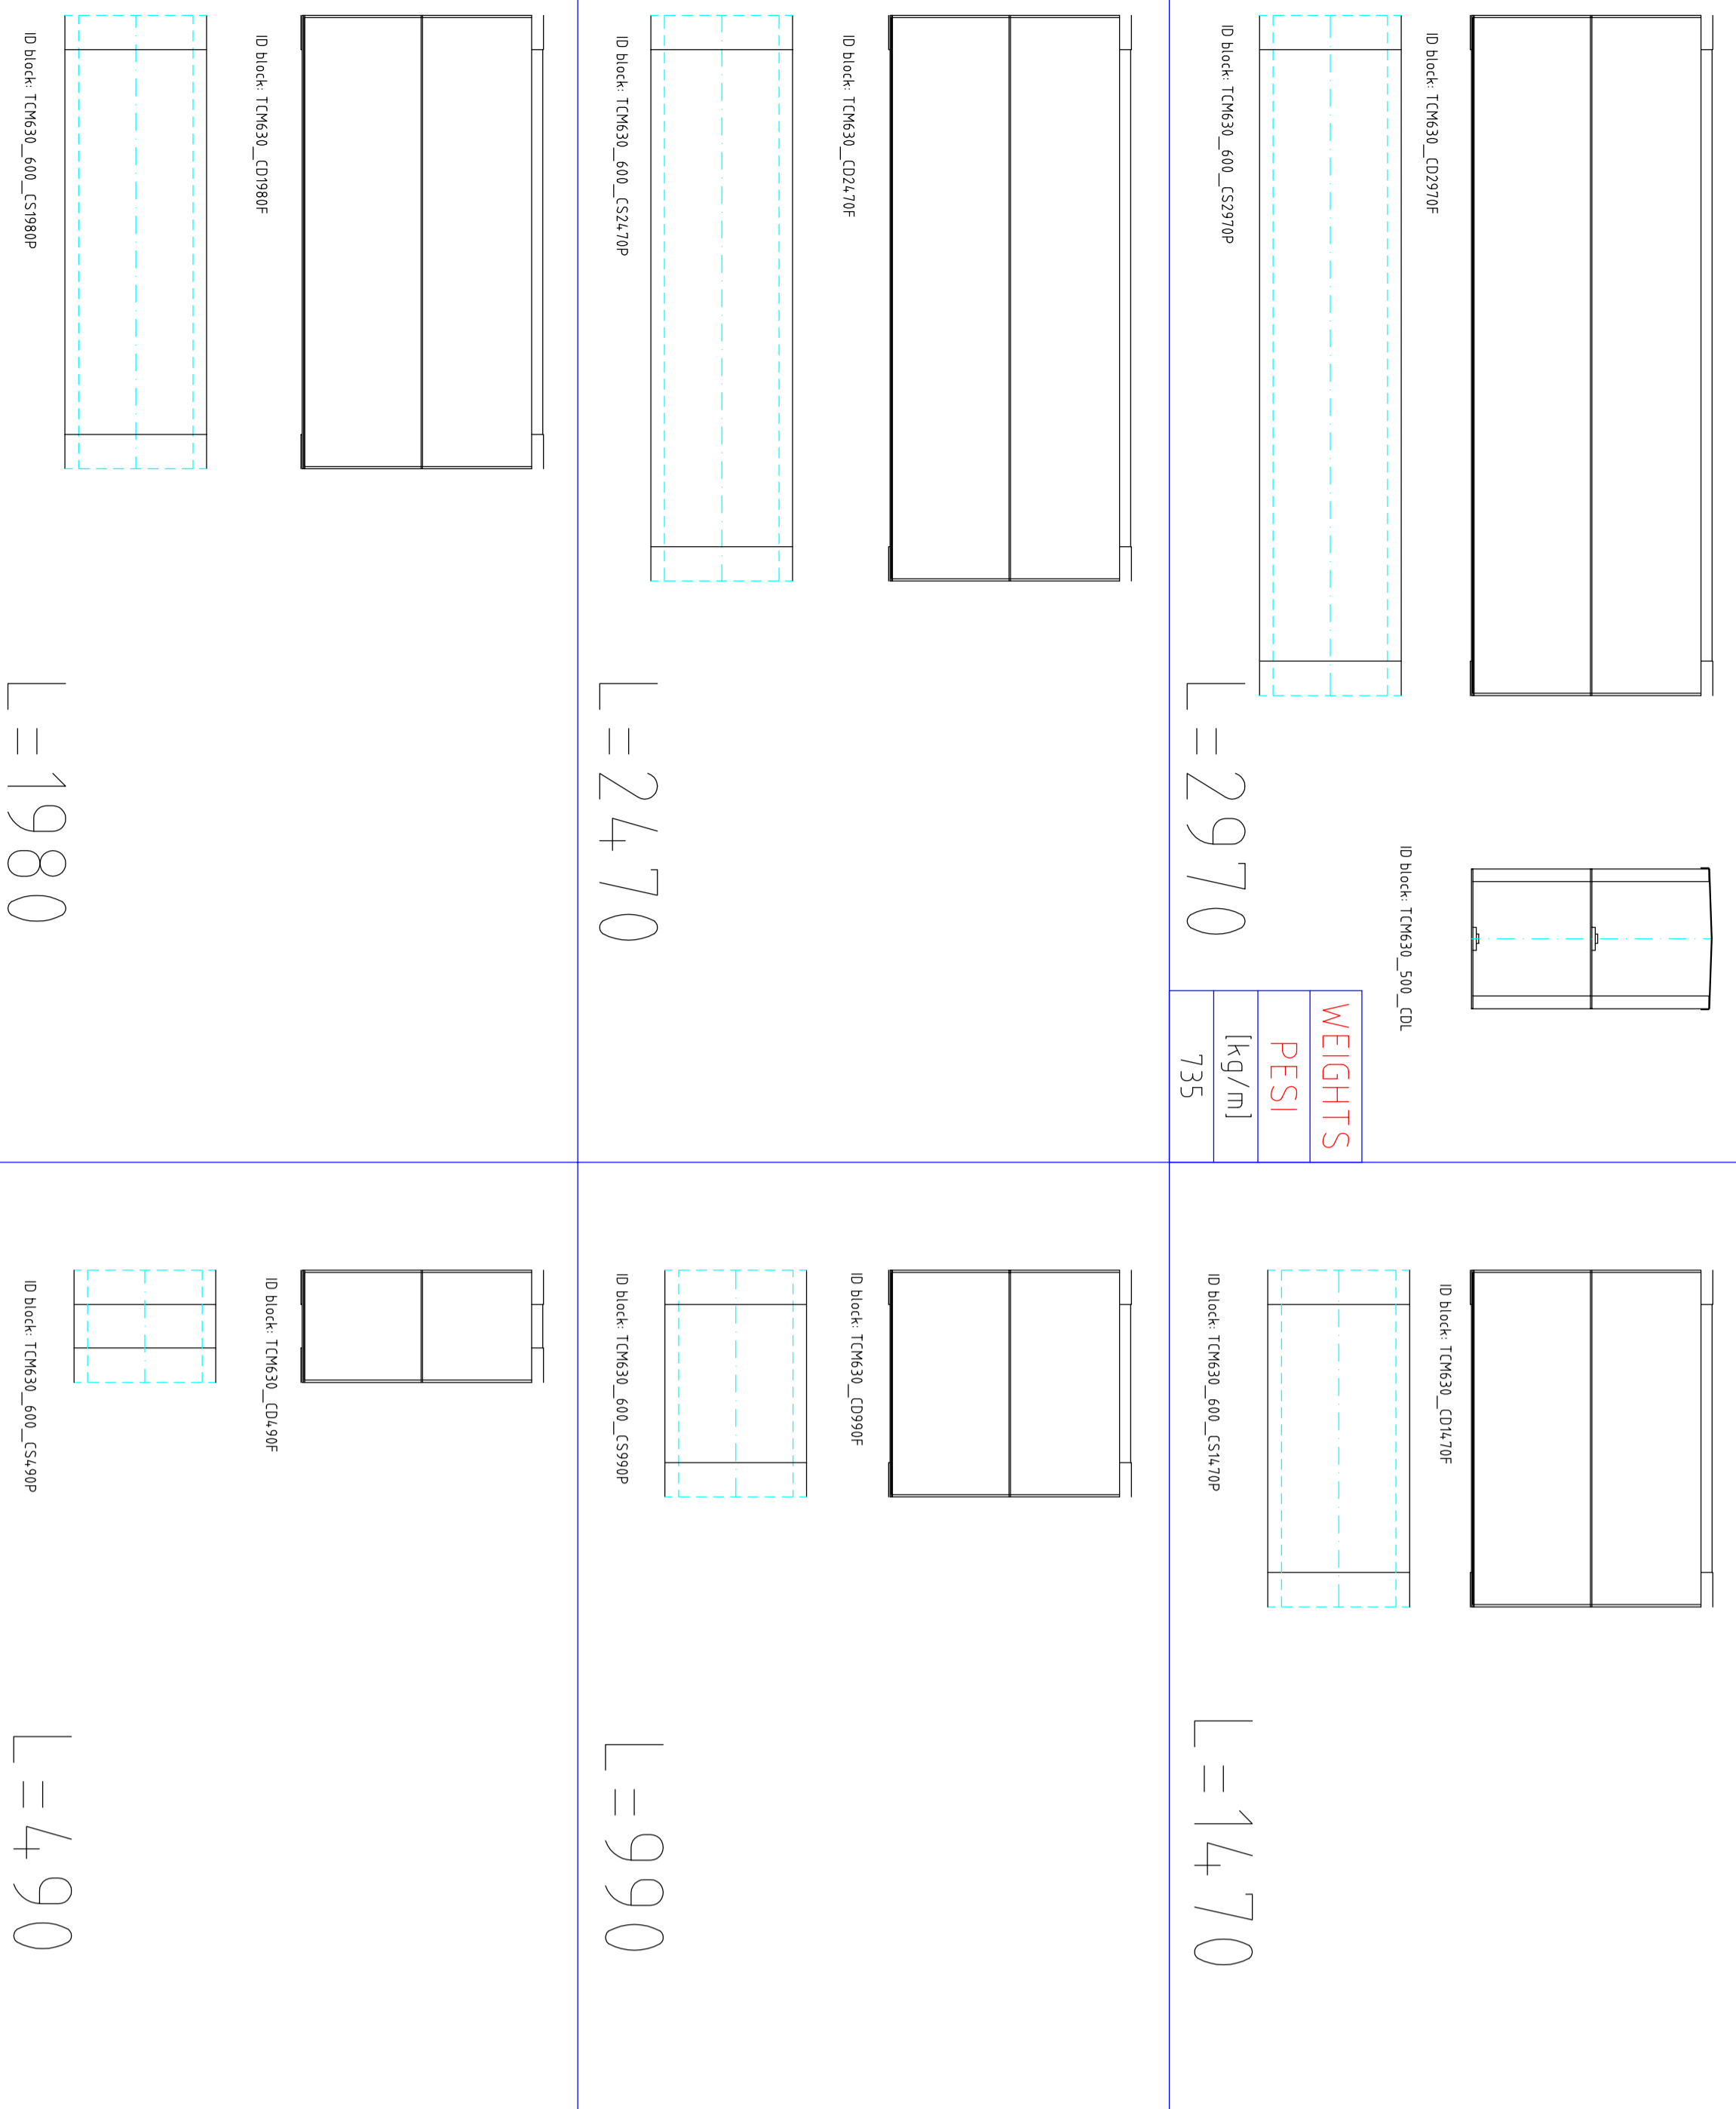 ID block: TCM630_CD2970F
ID block: TCM630_500_CDL
ID block: TCM630_600_CS2970P
WEIGHTS
PESI
[kg/m]
735
L=2970
ID block: TCM630_CD1470F
ID block: TCM630_600_CS1470P
L=1470
ID block: TCM630_CD2470F
ID block: TCM630_600_CS2470P
L=2470
ID block: TCM630_CD990F
ID block: TCM630_600_CS990P
L=990
ID block: TCM630_CD1980F
ID block: TCM630_600_CS1980P
L=1980
ID block: TCM630_CD490F
ID block: TCM630_600_CS490P
L=490